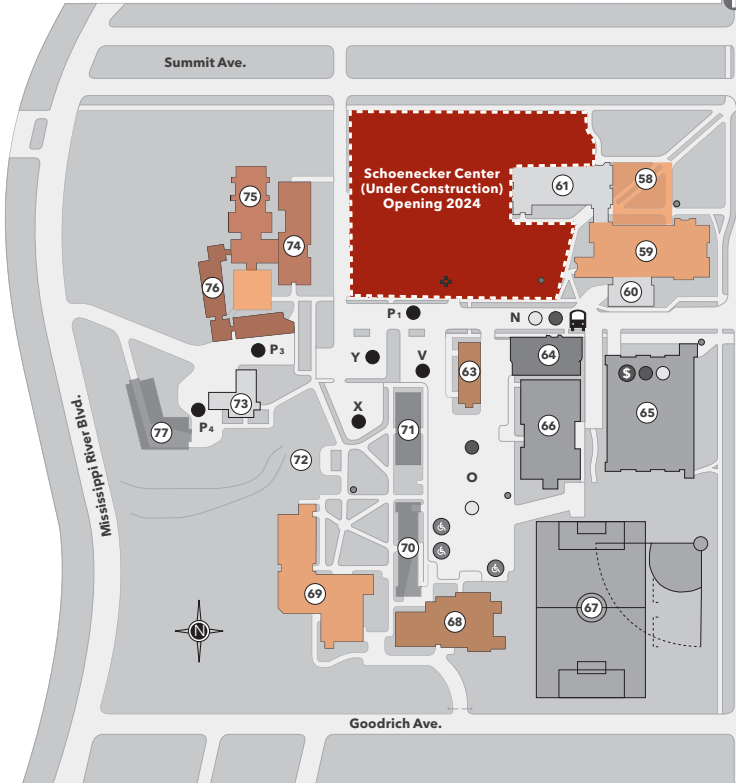 Summit Ave.
Schoenecker Center
(Under Construction)
Opening 2024
61
58
75
74
59
76
60
P1
N
P3
Y
V
64
63
$
65
73
X
P4
71
66
77
72
O
Mississippi River Blvd.
70
69
67
68
N
Goodrich Ave.